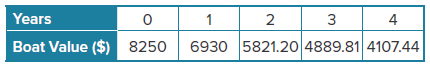 Years 0 1 2 3 4
Boat Value ($) 8250 6930 5821.20 4889.81 4107.44